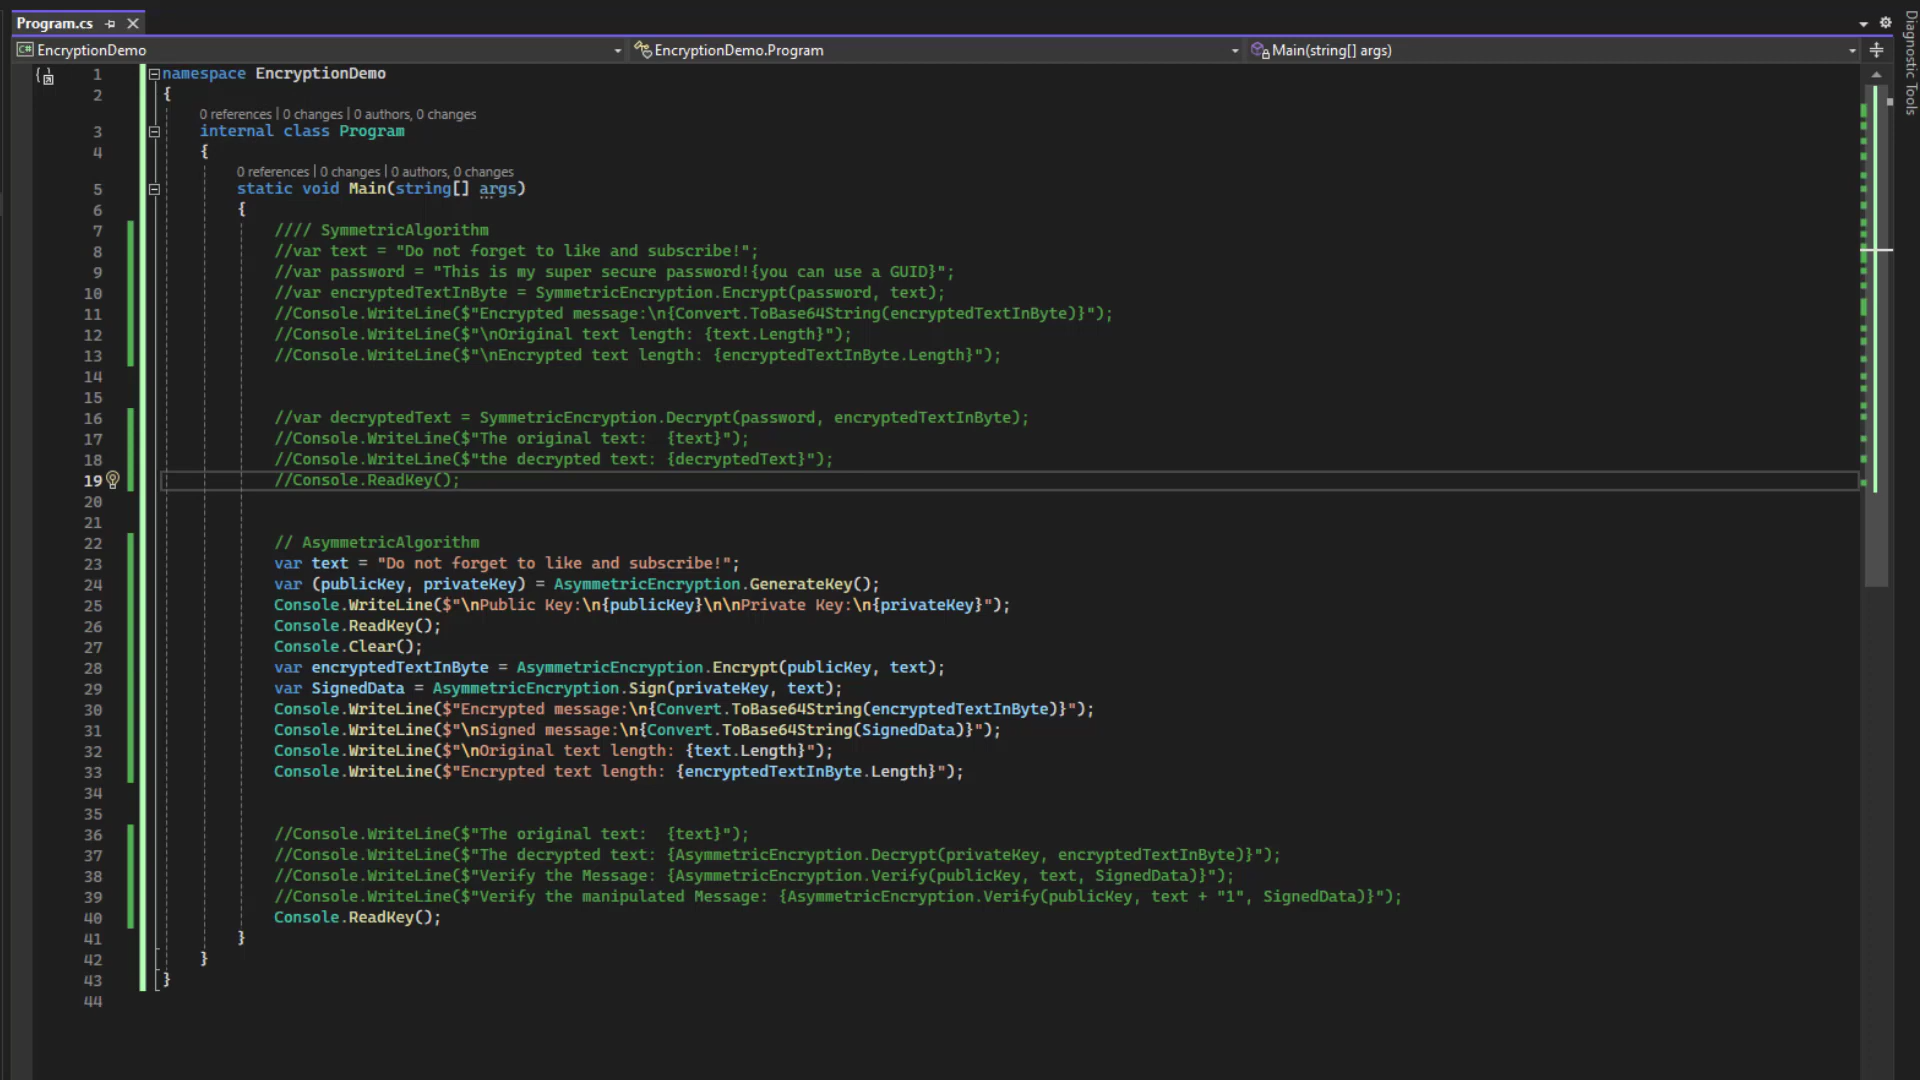 Program.cs
EncryptionDemo
EncryptionDemo.Program
Main(string[] args)
Diagnostic Tools
1 namespace EncryptionDemo
2 {
0 references | 0 changes | 0 authors, 0 changes
3 internal class Program
4 {
0 references | 0 changes | 0 authors, 0 changes
5 static void Main(string[] args)
6 {
7 //// SymmetricAlgorithm
8 //var text = "Do not forget to like and subscribe!";
9 //var password = "This is my super secure password!{you can use a GUID}";
10 //var encryptedTextInByte = SymmetricEncryption.Encrypt(password, text);
11 //Console.WriteLine($"Encrypted message:\n{Convert.ToBase64String(encryptedTextInByte)}");
12 //Console.WriteLine($"\nOriginal text length: {text.Length}");
13 //Console.WriteLine($"\nEncrypted text length: {encryptedTextInByte.Length}");
14
15
16 //var decryptedText = SymmetricEncryption.Decrypt(password, encryptedTextInByte);
17 //Console.WriteLine($"The original text:  {text}");
18 //Console.WriteLine($"the decrypted text: {decryptedText}");
19 //Console.ReadKey();
20
21
22 // AsymmetricAlgorithm
23 var text = "Do not forget to like and subscribe!";
24 var (publicKey, privateKey) = AsymmetricEncryption.GenerateKey();
25 Console.WriteLine($"\nPublic Key:\n{publicKey}\n\nPrivate Key:\n{privateKey}");
26 Console.ReadKey();
27 Console.Clear();
28 var encryptedTextInByte = AsymmetricEncryption.Encrypt(publicKey, text);
29 var SignedData = AsymmetricEncryption.Sign(privateKey, text);
30 Console.WriteLine($"Encrypted message:\n{Convert.ToBase64String(encryptedTextInByte)}");
31 Console.WriteLine($"\nSigned message:\n{Convert.ToBase64String(SignedData)}");
32 Console.WriteLine($"\nOriginal text length: {text.Length}");
33 Console.WriteLine($"Encrypted text length: {encryptedTextInByte.Length}");
34
35
36 //Console.WriteLine($"The original text:  {text}");
37 //Console.WriteLine($"The decrypted text: {AsymmetricEncryption.Decrypt(privateKey, encryptedTextInByte)}");
38 //Console.WriteLine($"Verify the Message: {AsymmetricEncryption.Verify(publicKey, text, SignedData)}");
39 //Console.WriteLine($"Verify the manipulated Message: {AsymmetricEncryption.Verify(publicKey, text + "1", SignedData)}");
40 Console.ReadKey();
41 }
42 }
43 }
44